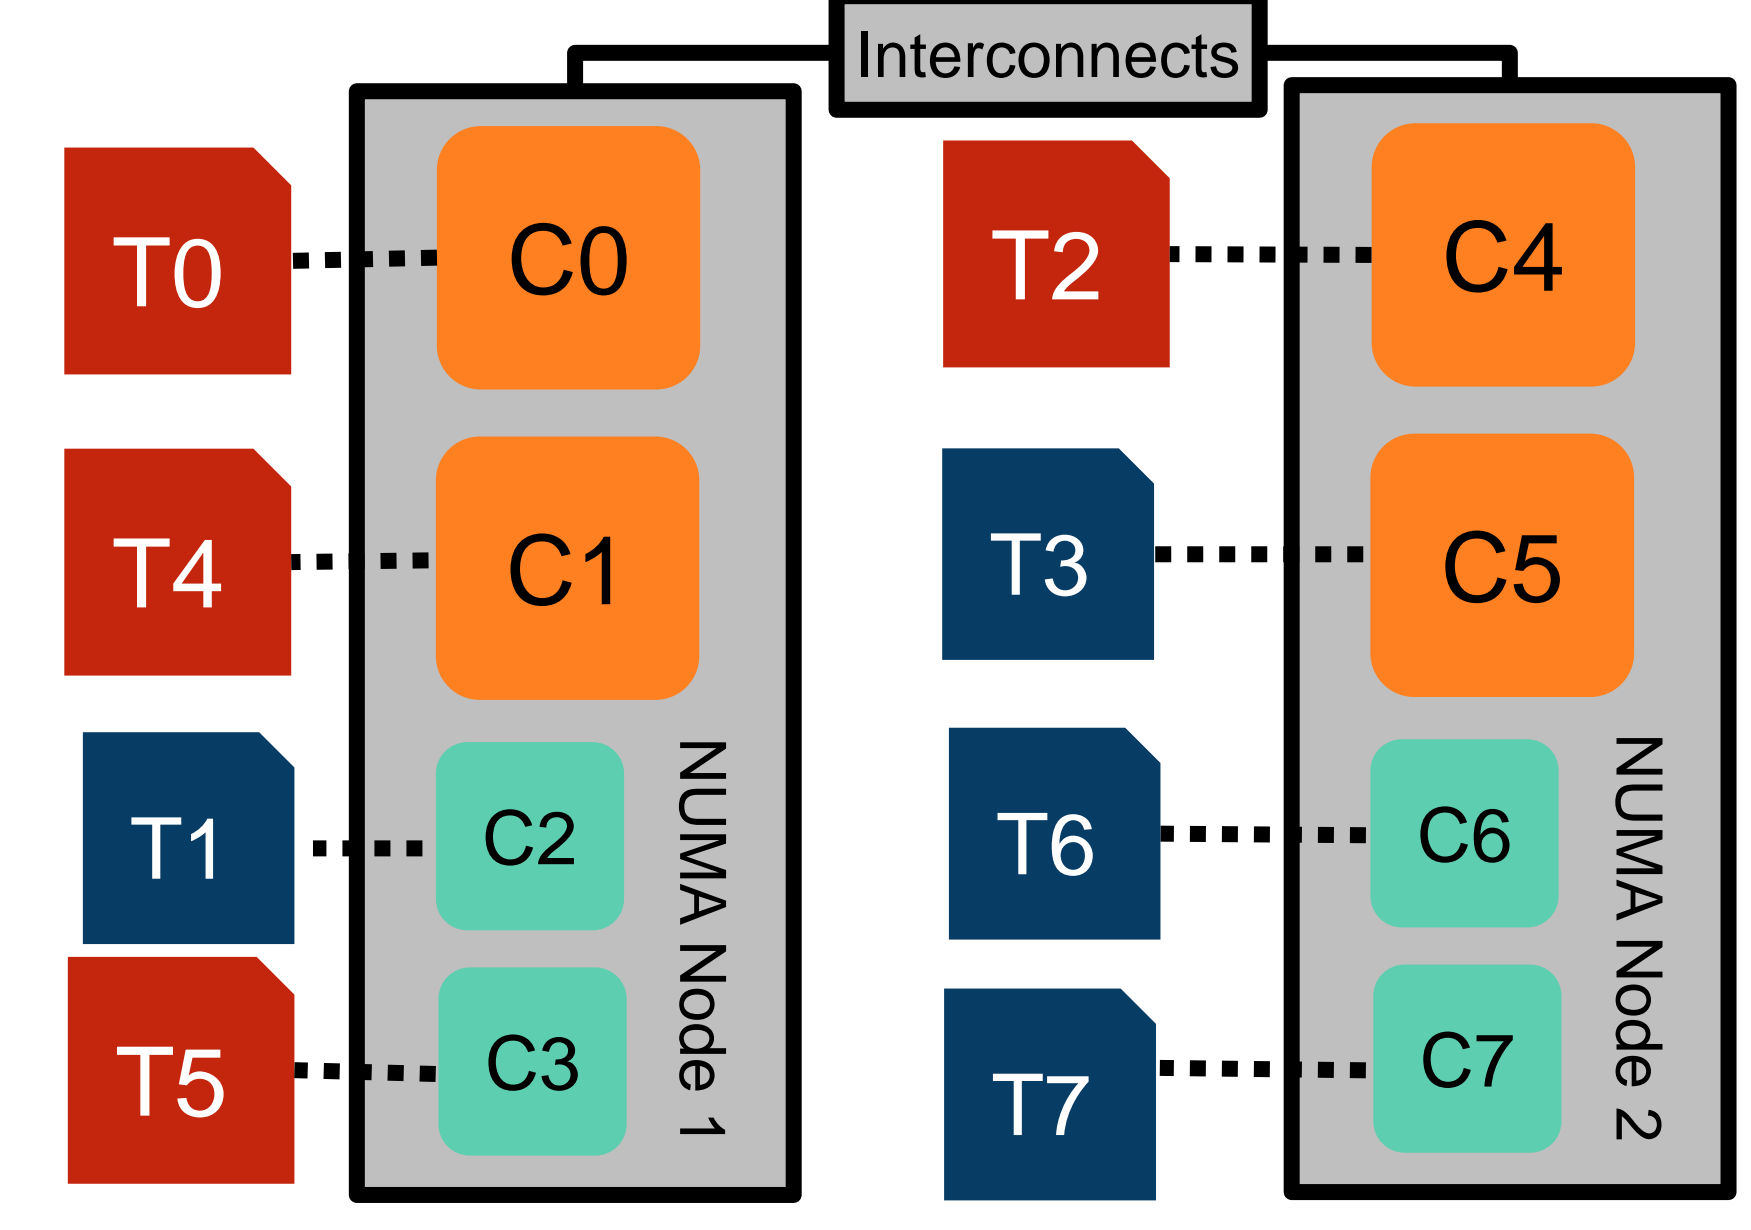 Interconnects
T0
C0
T2
C4
T4
C1
T3
C5
T1
C2
T6
C6
T5
C3
T7
C7
NUMA Node 1
NUMA Node 2